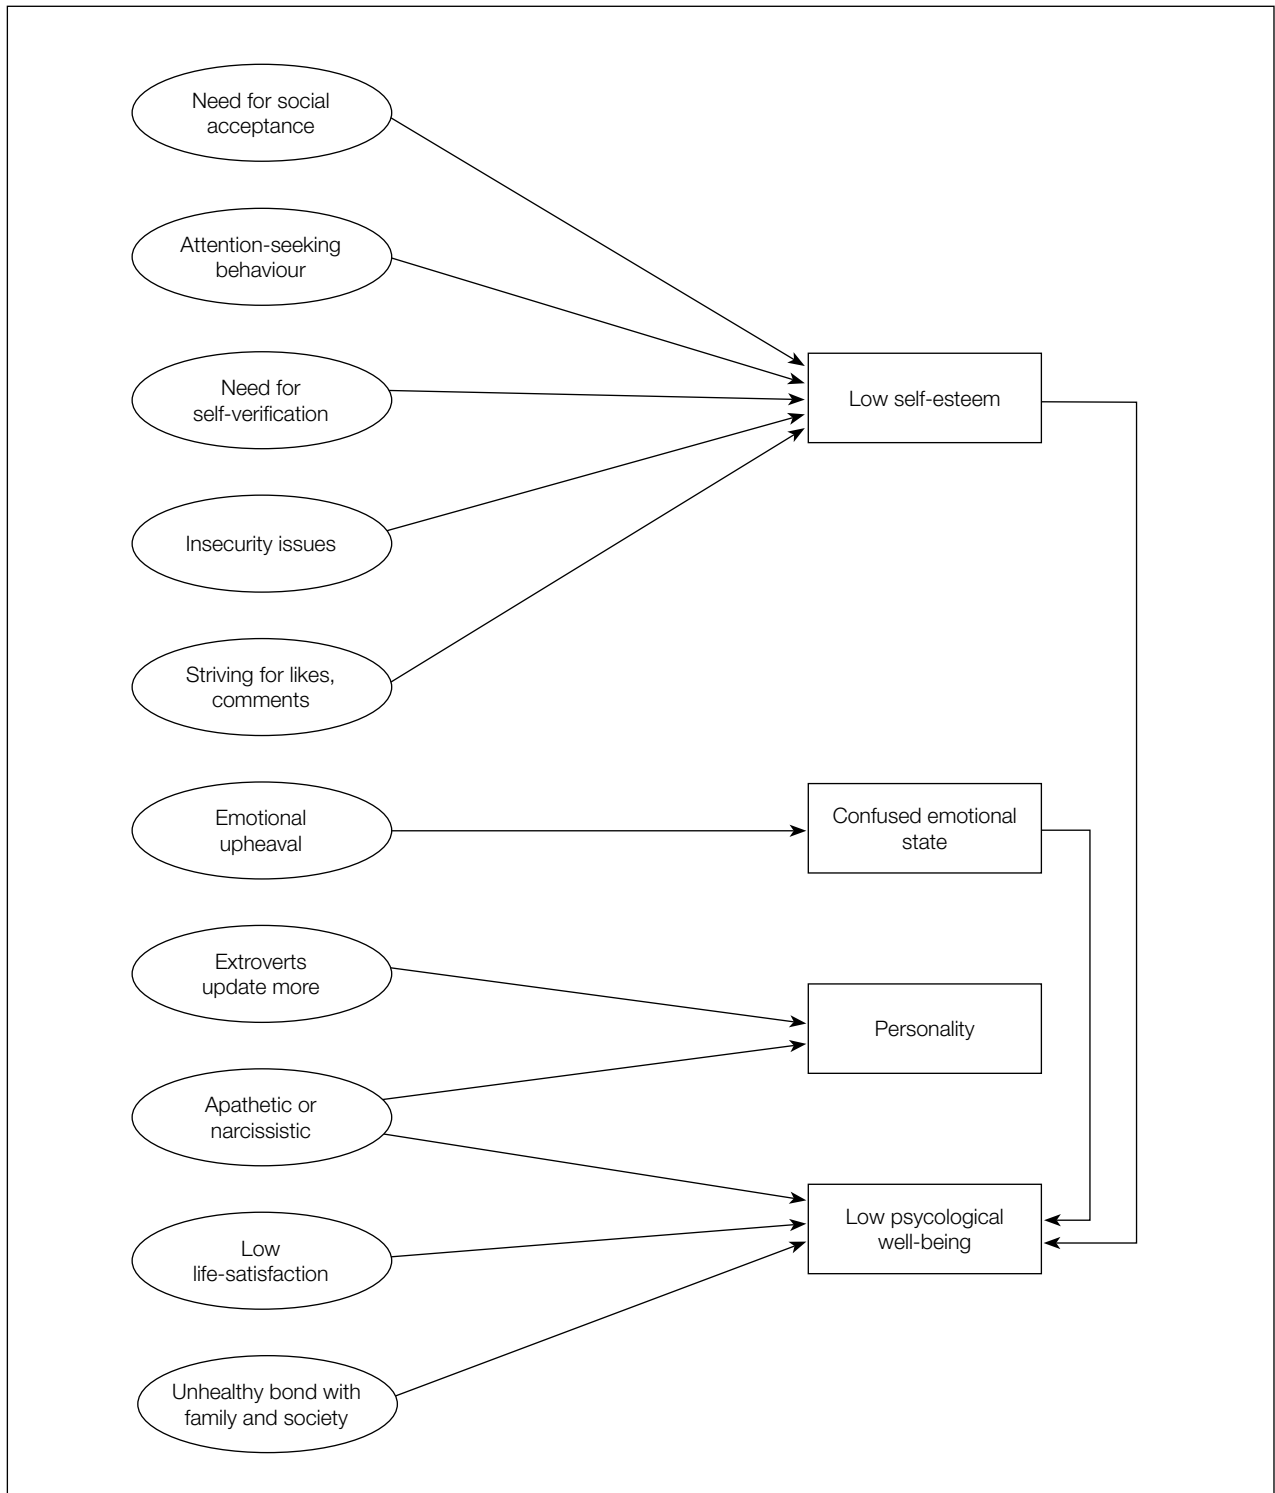 Need for social
acceptance
Attention-seeking
behaviour
Need for
self-verification
Low self-esteem
Insecurity issues
Striving for likes,
comments
Emotional
upheaval
Confused emotional
state
Extroverts
update more
Personality
Apathetic or
narcissistic
Low psycological
well-being
Low
life-satisfaction
Unhealthy bond with
family and society